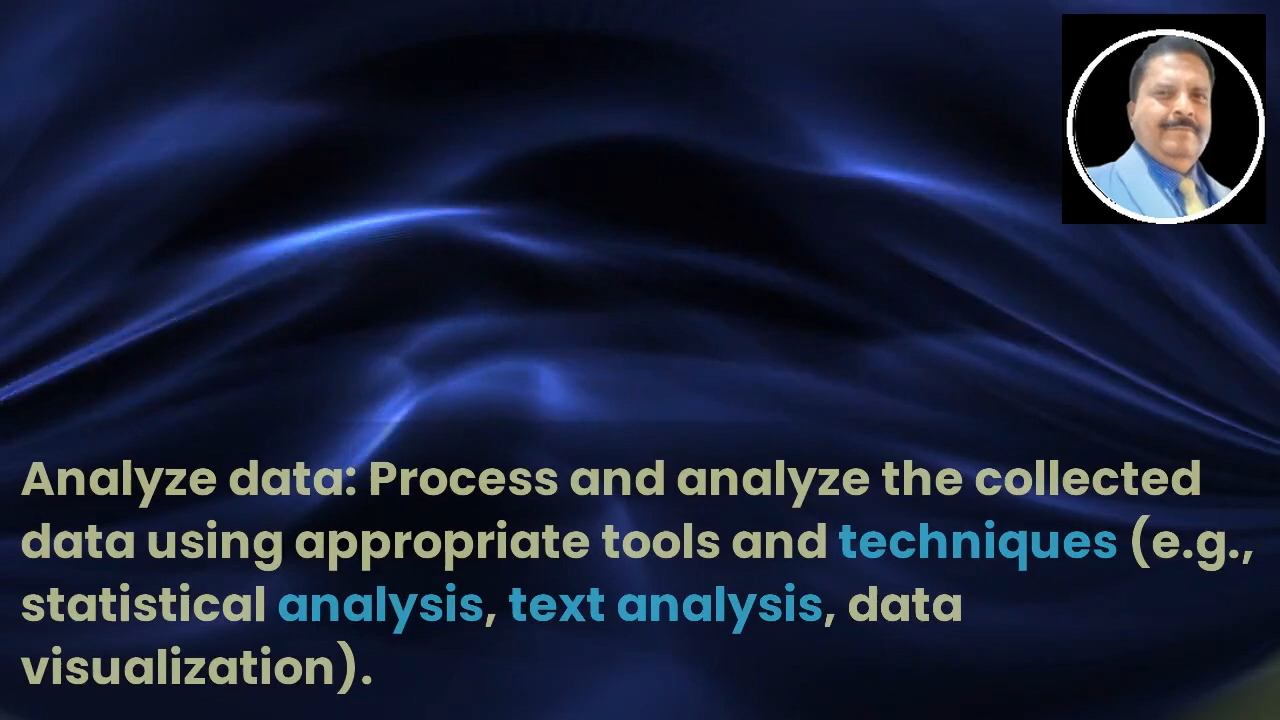 Analyze data: Process and analyze the collected
data using appropriate tools and techniques (e.g.,
statistical analysis, text analysis, data
visualization).